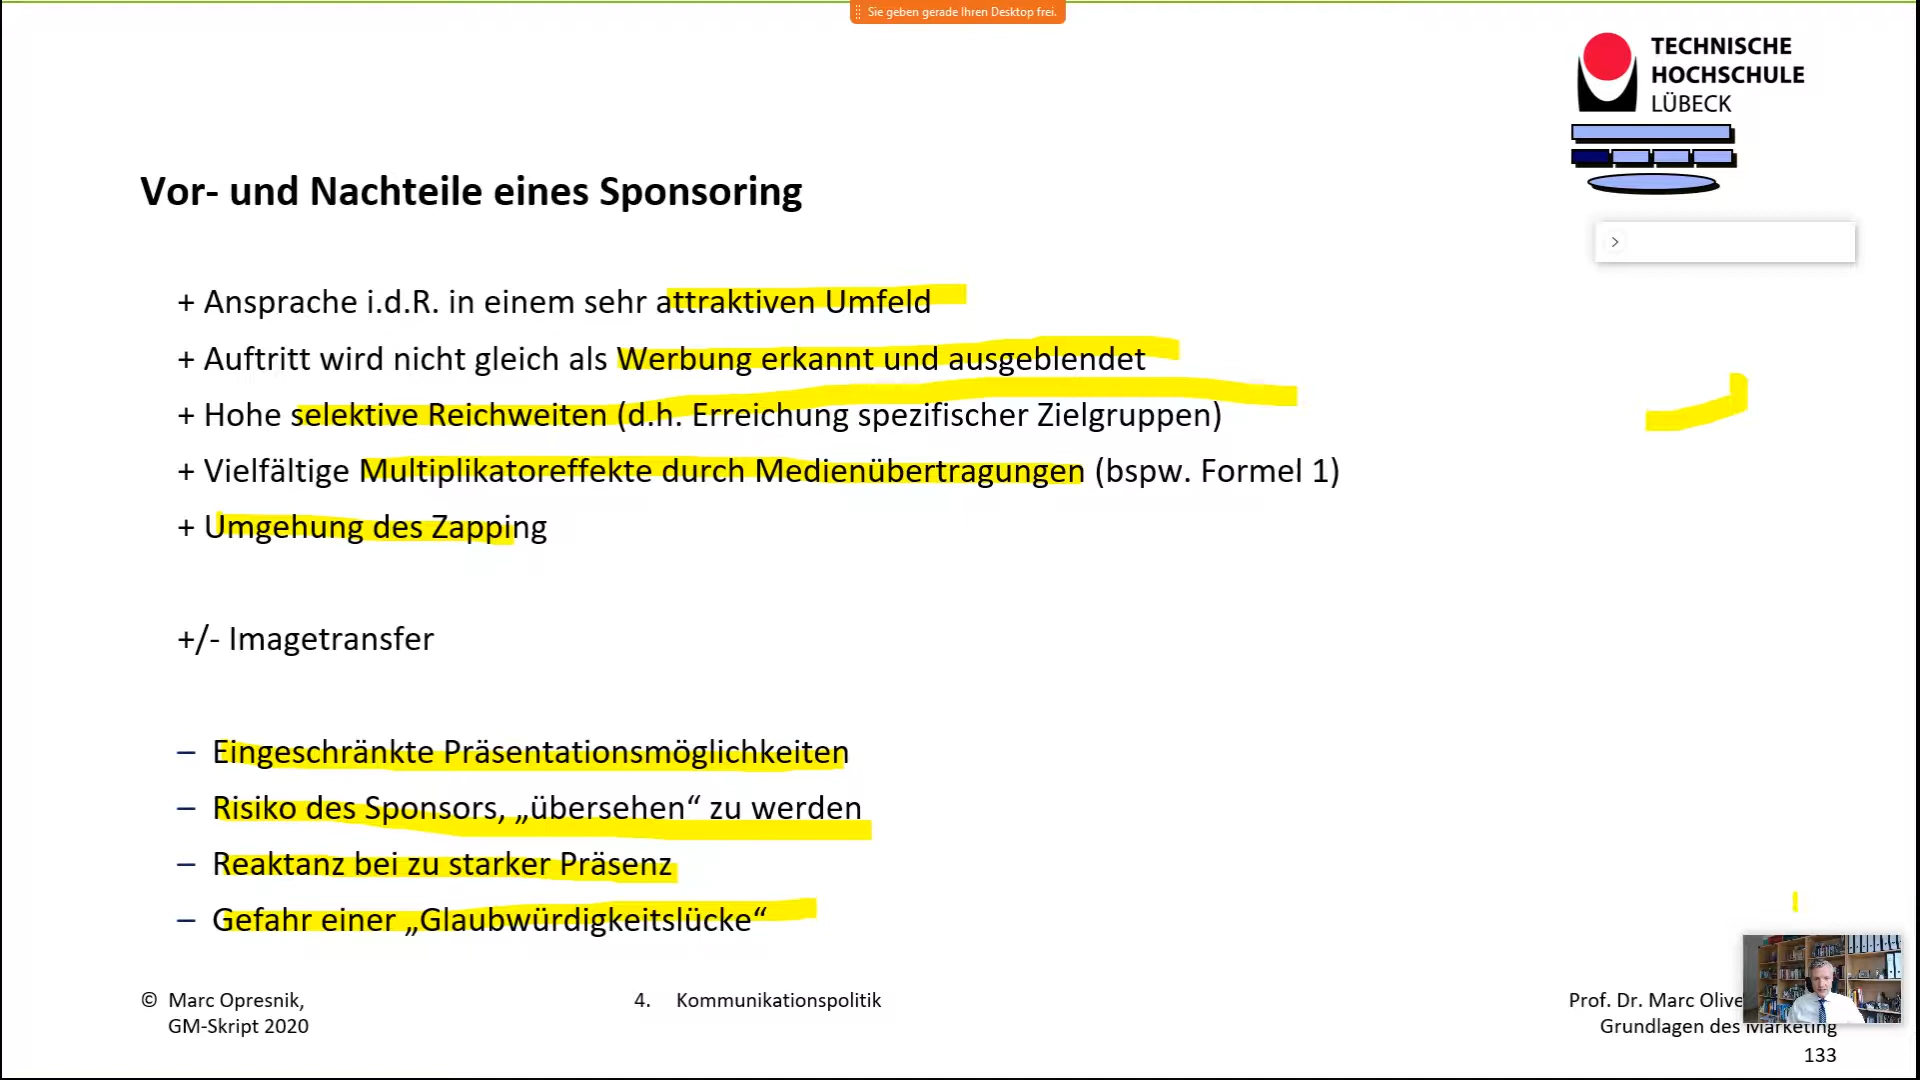 Sie geben gerade Ihren Desktop frei.
TECHNISCHE
HOCHSCHULE
LÜBECK
Vor- und Nachteile eines Sponsoring
+ Ansprache i.d.R. in einem sehr attraktiven Umfeld
+ Auftritt wird nicht gleich als Werbung erkannt und ausgeblendet
+ Hohe selektive Reichweiten (d.h. Erreichung spezifischer Zielgruppen)
+ Vielfältige Multiplikatoreffekte durch Medienübertragungen (bspw. Formel 1)
+ Umgehung des Zapping
+/- Imagetransfer
– Eingeschränkte Präsentationsmöglichkeiten
– Risiko des Sponsors, „übersehen“ zu werden
– Reaktanz bei zu starker Präsenz
– Gefahr einer „Glaubwürdigkeitslücke“
© Marc Opresnik,
GM-Skript 2020
4. Kommunikationspolitik
Prof. Dr. Marc Olive
Grundlagen des Marketing
133